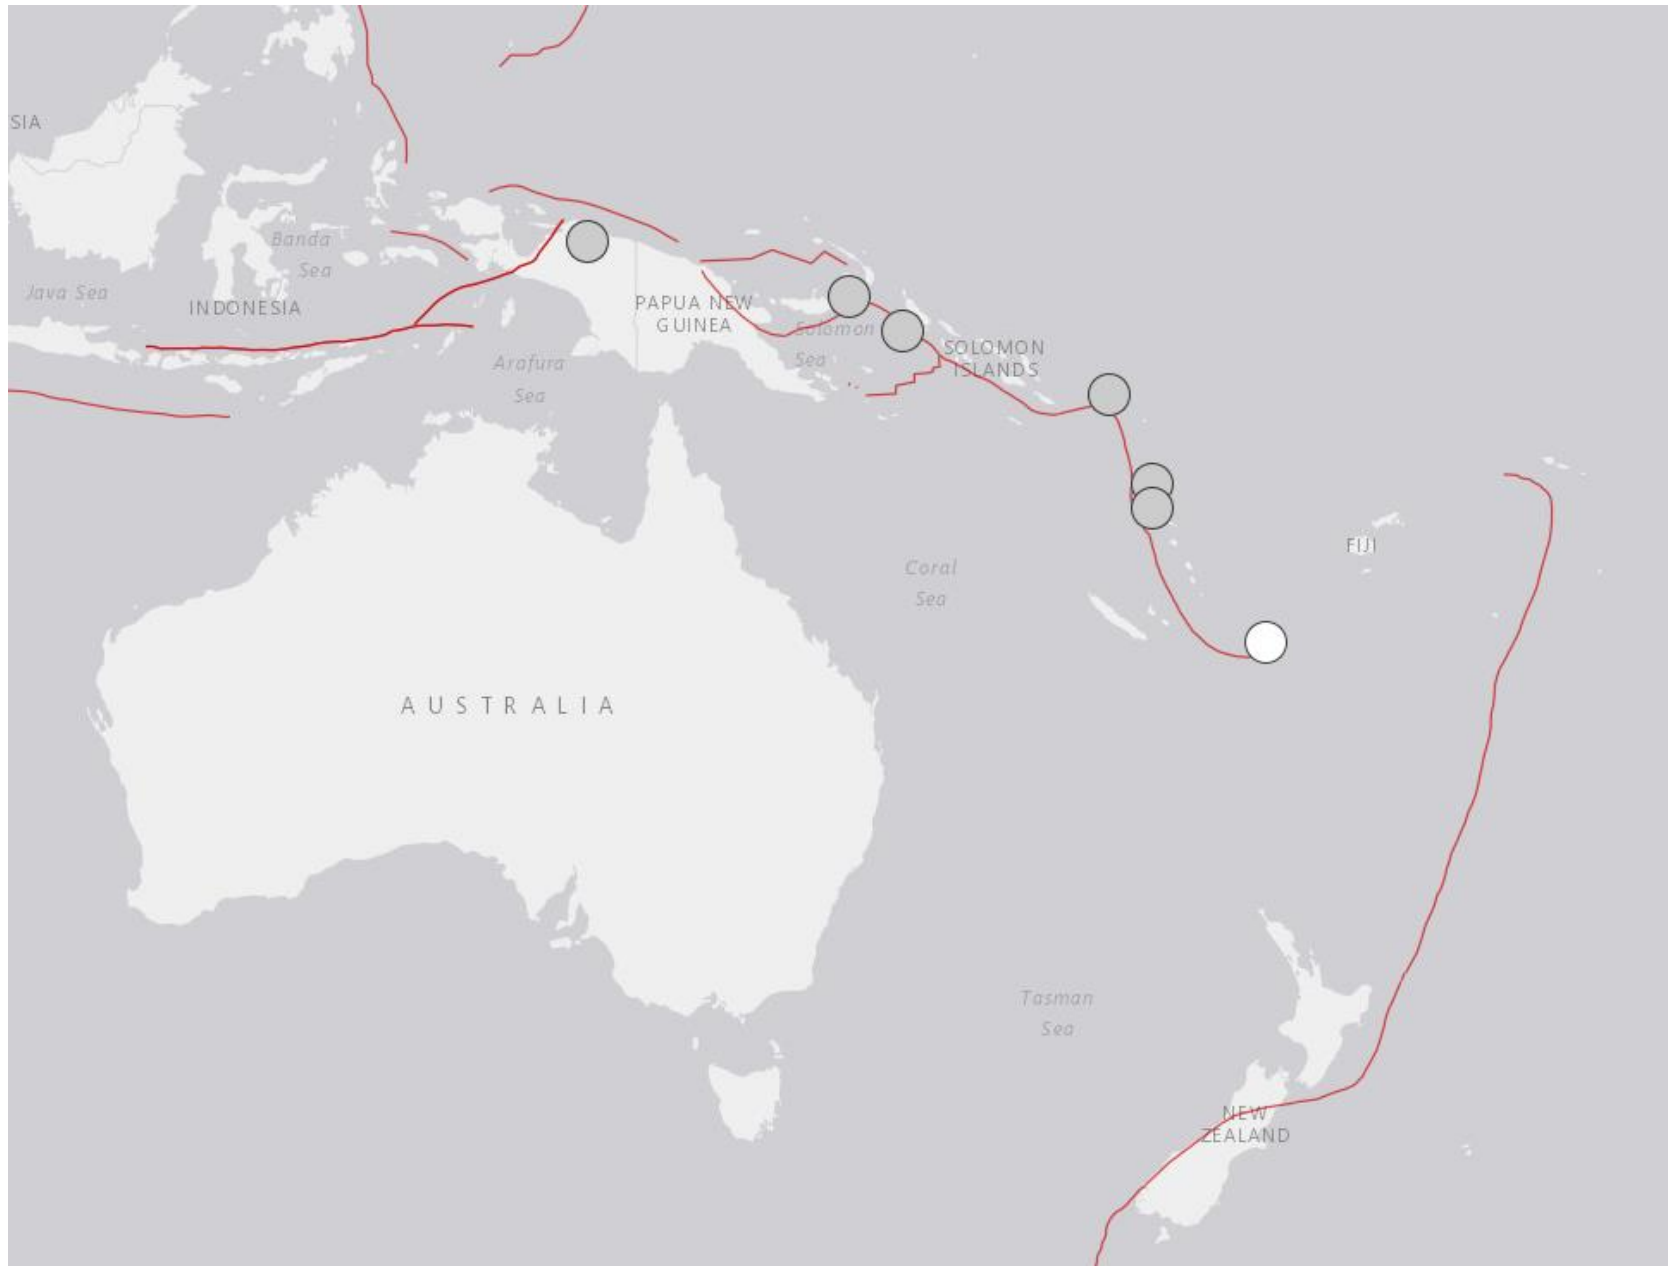 SIA
Banda
Sea
Java Sea
INDONESIA
PAPUA NEW
GUINEA
Solomon
Sea
SOLOMON
ISLANDS
Arafura
Sea
FIJI
Coral
Sea
AUSTRALIA
Tasman
Sea
NEW
ZEALAND